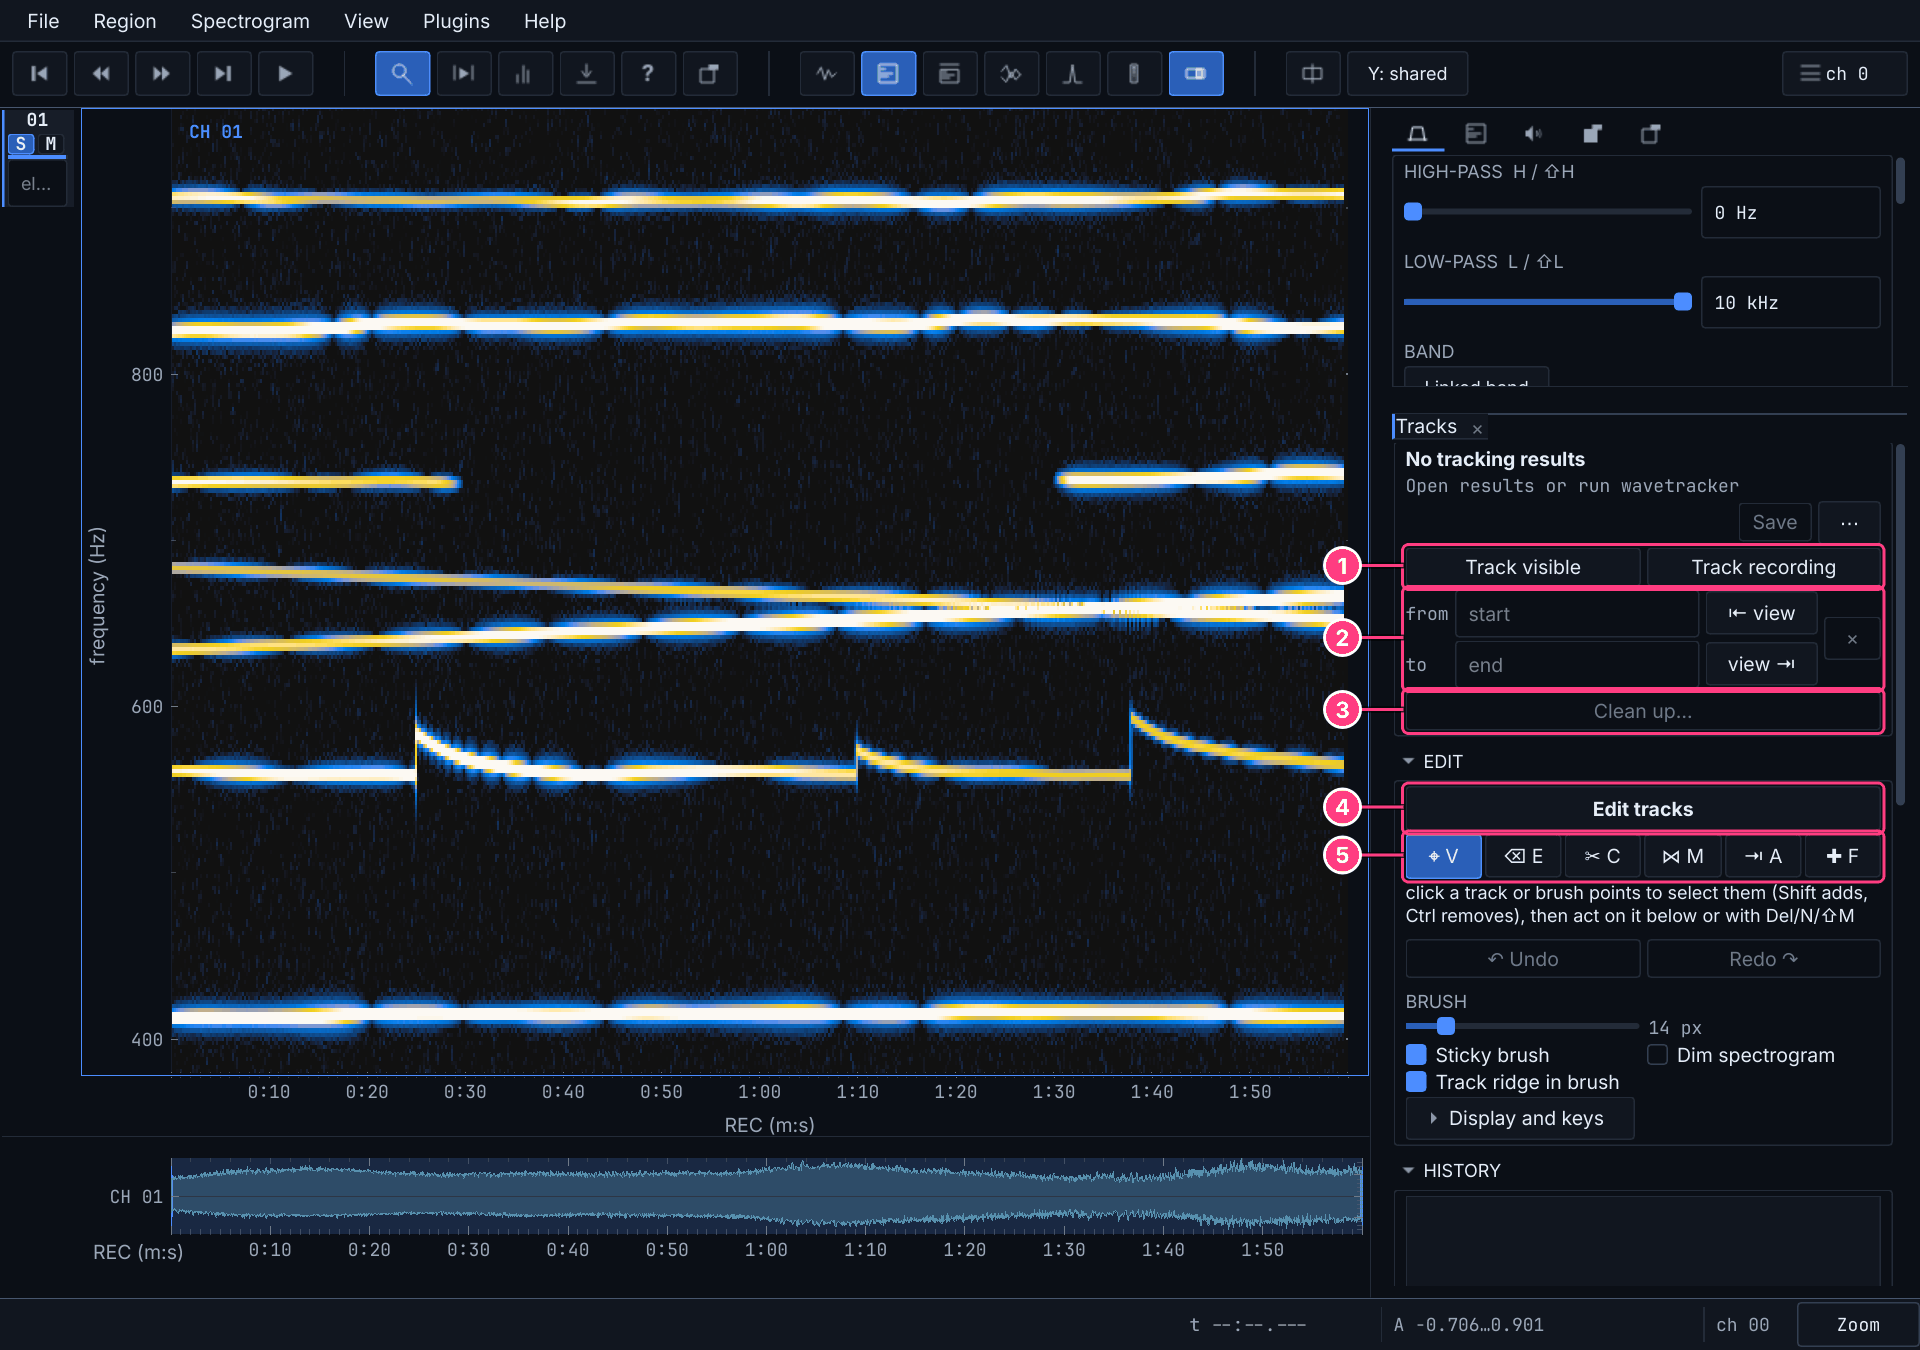 File Region Spectrogram View Plugins Help
? Y: shared ch 0
01
S M
el...
CH 01
HIGH-PASS H / ⇧H
0 Hz
LOW-PASS L / ⇧L
10 kHz
BAND
Tracks ×
No tracking results
Open results or run wavetracker
Save ...
1 Track visible Track recording
2 from start ⇤ view ×
to end view ⇥
3 Clean up...
EDIT
4 Edit tracks
5 ⌖ V ⌫ E ✂ C ⋈ M ⇥ A ✚ F
click a track or brush points to select them (Shift adds,
Ctrl removes), then act on it below or with Del/N/⇧M
↶ Undo Redo ↷
BRUSH
14 px
Sticky brush Dim spectrogram
Track ridge in brush
Display and keys
HISTORY
frequency (Hz)
800
600
400
0:10 0:20 0:30 0:40 0:50 1:00 1:10 1:20 1:30 1:40 1:50
REC (m:s)
CH 01
REC (m:s) 0:10 0:20 0:30 0:40 0:50 1:00 1:10 1:20 1:30 1:40 1:50
t --:--.--- A -0.706…0.901 ch 00 Zoom